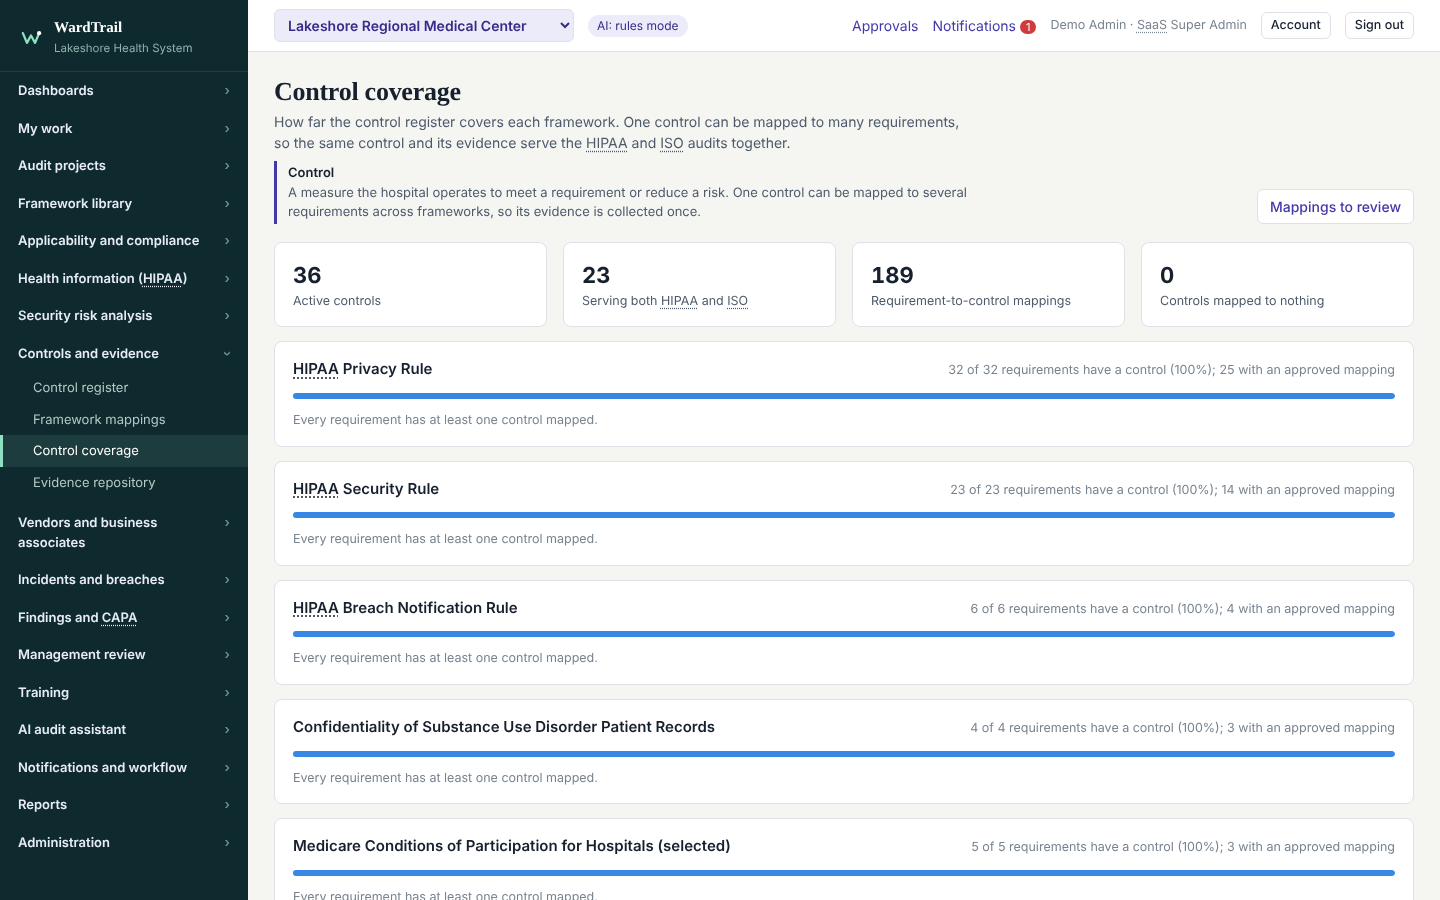 WardTrail
Lakeshore Health System
Dashboards
My work
Audit projects
Framework library
Applicability and compliance
Health information (HIPAA)
Security risk analysis
Controls and evidence
Control register
Framework mappings
Control coverage
Evidence repository
Vendors and business
associates
Incidents and breaches
Findings and CAPA
Management review
Training
AI audit assistant
Notifications and workflow
Reports
Administration
Lakeshore Regional Medical Center
AI: rules mode
Approvals
Notifications 1
Demo Admin · SaaS Super Admin
Account
Sign out
Control coverage
How far the control register covers each framework. One control can be mapped to many requirements,
so the same control and its evidence serve the HIPAA and ISO audits together.
Control
A measure the hospital operates to meet a requirement or reduce a risk. One control can be mapped to several
requirements across frameworks, so its evidence is collected once.
Mappings to review
36
Active controls
23
Serving both HIPAA and ISO
189
Requirement-to-control mappings
0
Controls mapped to nothing
HIPAA Privacy Rule
32 of 32 requirements have a control (100%); 25 with an approved mapping
Every requirement has at least one control mapped.
HIPAA Security Rule
23 of 23 requirements have a control (100%); 14 with an approved mapping
Every requirement has at least one control mapped.
HIPAA Breach Notification Rule
6 of 6 requirements have a control (100%); 4 with an approved mapping
Every requirement has at least one control mapped.
Confidentiality of Substance Use Disorder Patient Records
4 of 4 requirements have a control (100%); 3 with an approved mapping
Every requirement has at least one control mapped.
Medicare Conditions of Participation for Hospitals (selected)
5 of 5 requirements have a control (100%); 3 with an approved mapping
Every requirement has at least one control mapped.